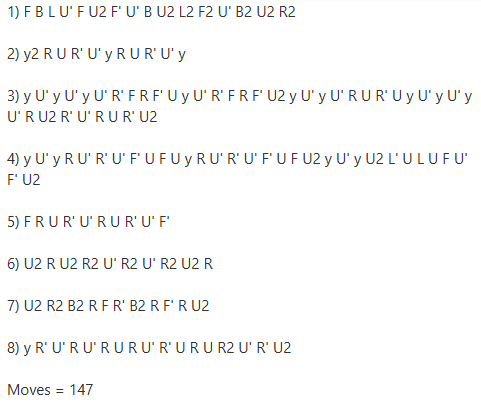 1) F B L U' F U2 F' U' B U2 L2 F2 U' B2 U2 R2
2) y2 R U R' U' y R U R' U' y
3) y U' y U' y U' R' F R F' U y U' R' F R F' U2 y U' y U' R U R' U y U' y U' y
U' R U2 R' U' R U R' U2
4) y U' y R U' R' U' F' U F U y R U' R' U' F' U F U2 y U' y U2 L' U L U F U'
F' U2
5) F R U R' U' R U R' U' F'
6) U2 R U2 R2 U' R2 U' R2 U2 R
7) U2 R2 B2 R F R' B2 R F' R U2
8) y R' U' R U' R U R U' R' U R U R2 U' R' U2
Moves = 147